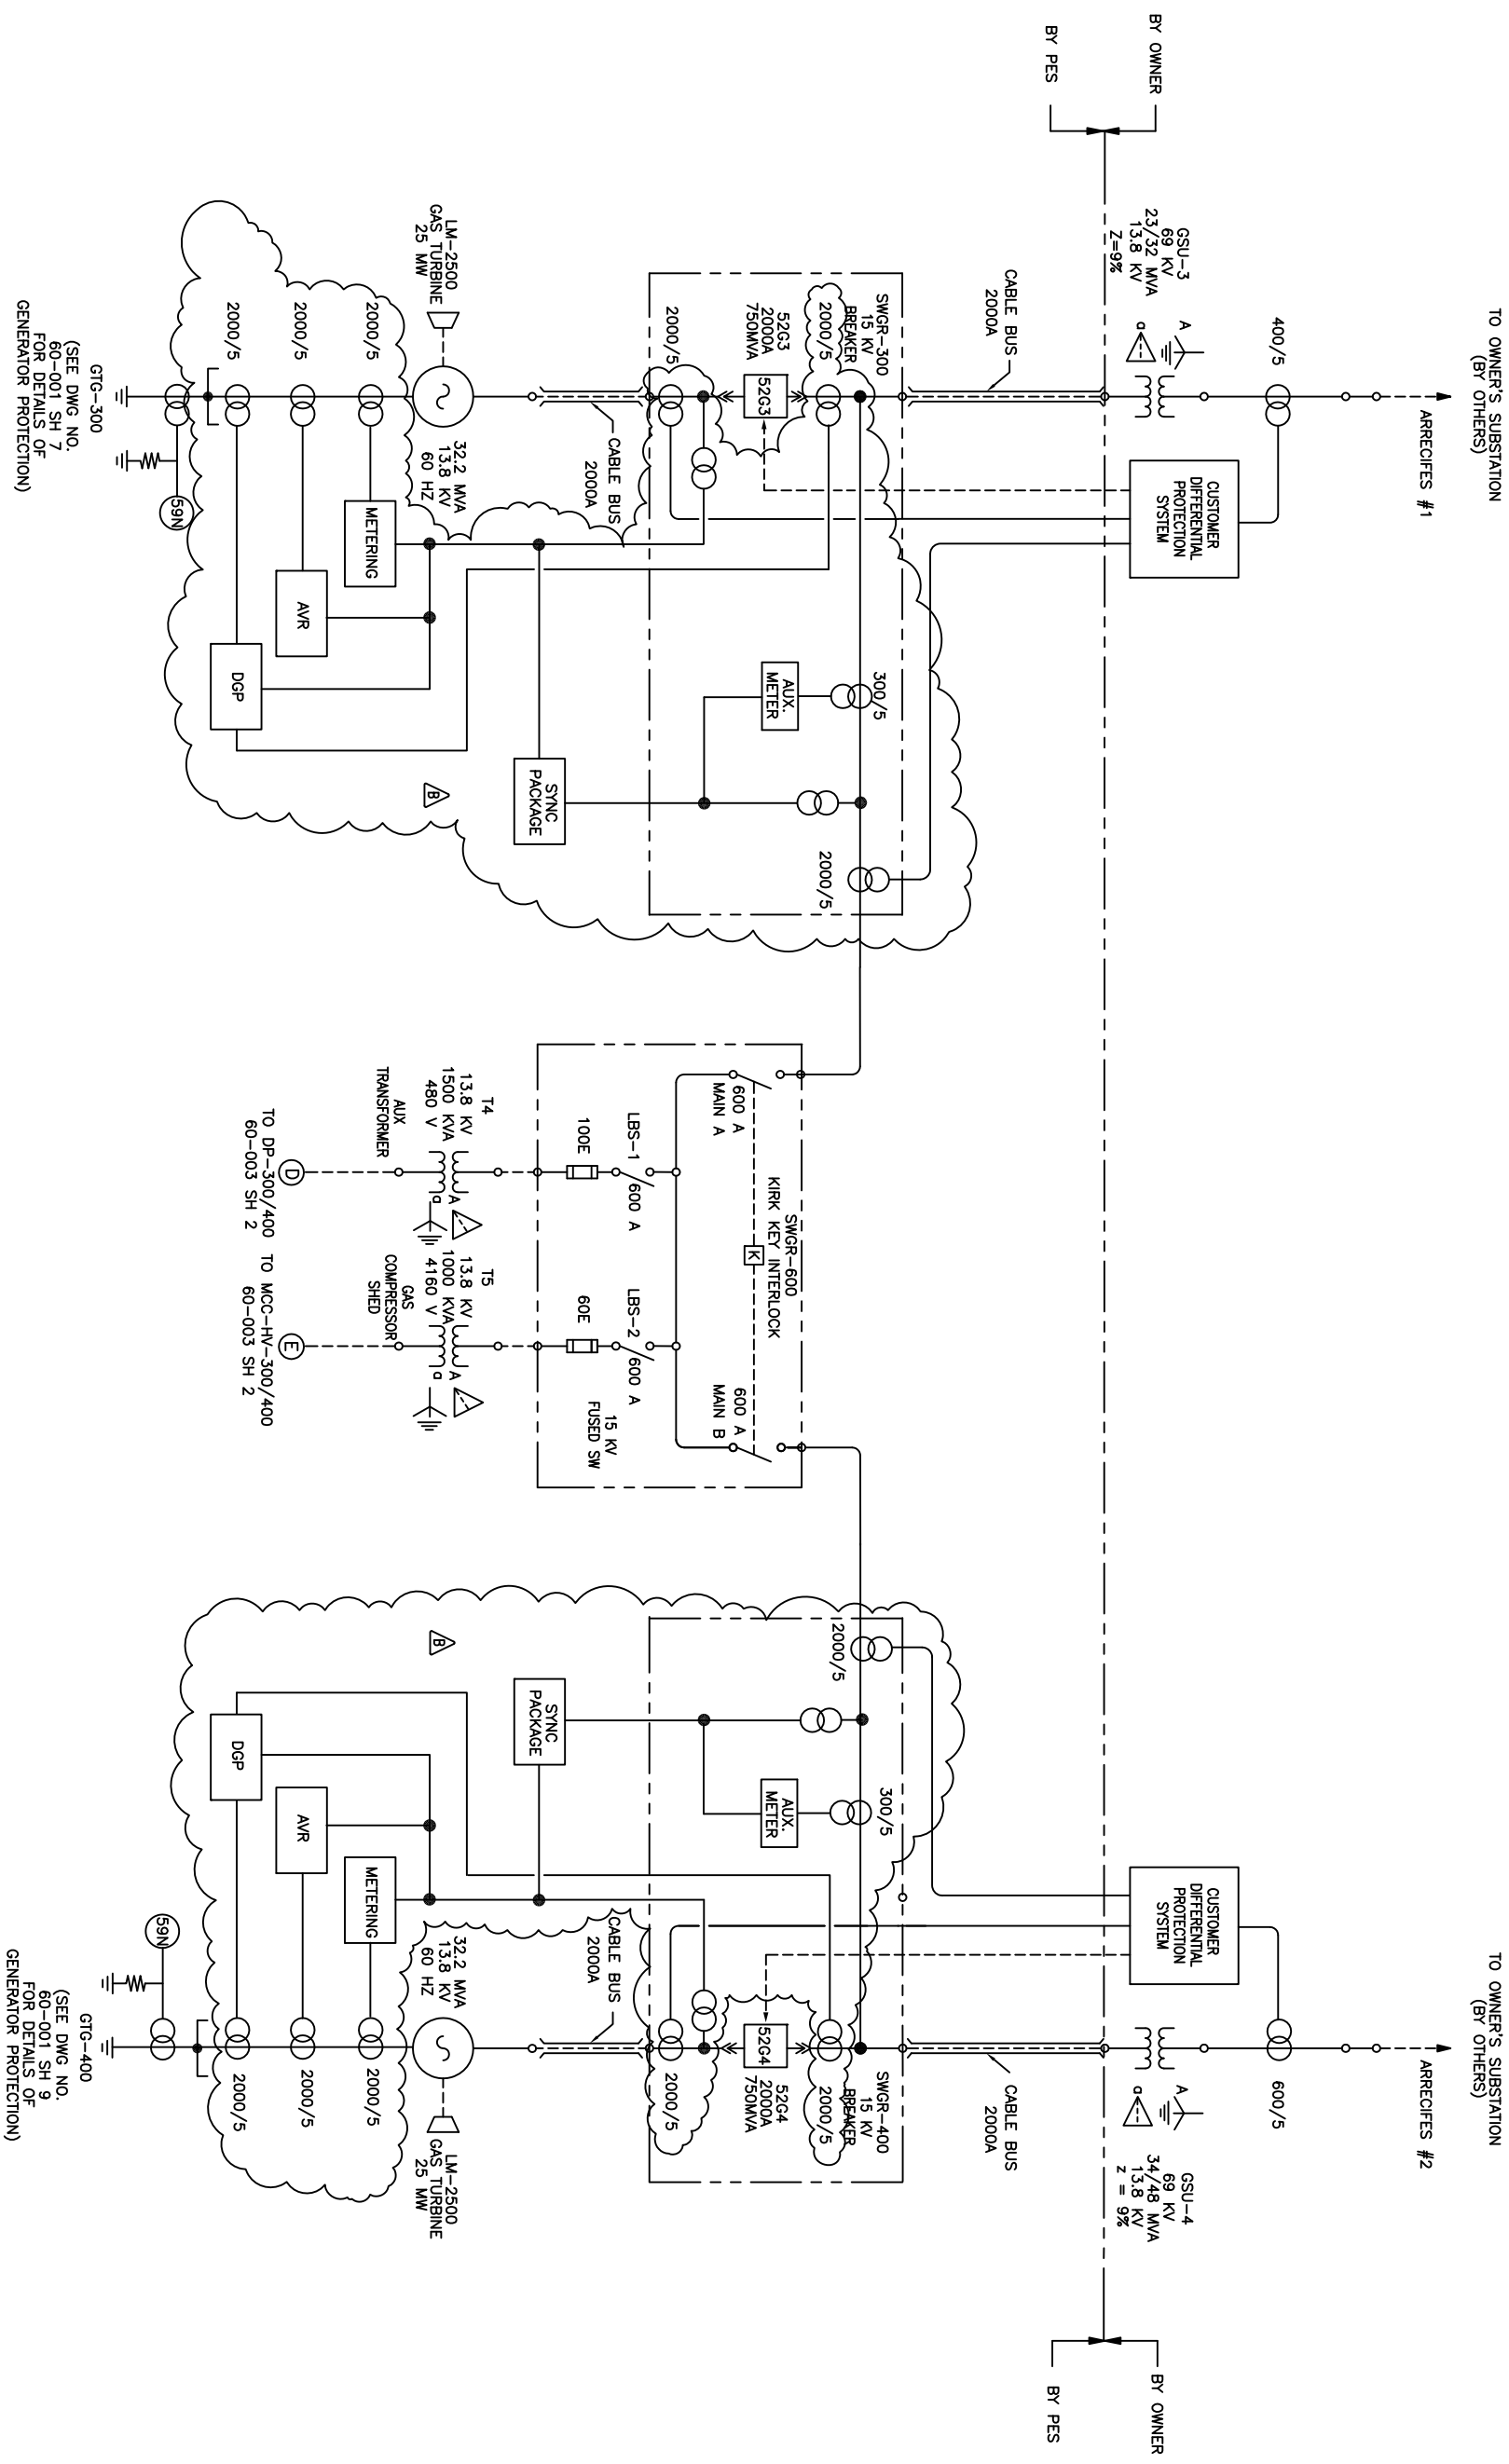 TO OWNER'S SUBSTATION
(BY OTHERS)
ARRECIFES #1
TO OWNER'S SUBSTATION
(BY OTHERS)
ARRECIFES #2
400/5
600/5
CUSTOMER
DIFFERENTIAL
PROTECTION
SYSTEM
CUSTOMER
DIFFERENTIAL
PROTECTION
SYSTEM
BY OWNER
BY PES
BY OWNER
BY PES
GSU-3
69 KV
23/32 MVA
13.8 KV
Z=9%
A
a
A
a
GSU-4
69 KV
34/48 MVA
13.8 KV
z = 9%
CABLE BUS
2000A
CABLE BUS
2000A
SWGR-300
15 KV
BREAKER
2000/5
52G3
2000A
750MVA
52G3
2000/5
300/5
AUX.
METER
2000/5
SYNC
PACKAGE
B
CABLE BUS
2000A
LM-2500
GAS TURBINE
25 MW
32.2 MVA
13.8 KV
60 HZ
2000/5
METERING
2000/5
AVR
2000/5
DGP
59N
GTG-300
(SEE DWG NO.
60-001 SH 7
FOR DETAILS OF
GENERATOR PROTECTION)
SWGR-600
KIRK KEY INTERLOCK
K
600 A
MAIN A
600 A
MAIN B
LBS-1
600 A
LBS-2
600 A
100E
60E
15 KV
FUSED SW
T4
13.8 KV
1500 KVA
480 V
A
a
AUX
TRANSFORMER
T5
13.8 KV
1000 KVA
4160 V
A
a
GAS
COMPRESSOR
SHED
D
TO DP-300/400
60-003 SH 2
E
TO MCC-HV-300/400
60-003 SH 2
2000/5
300/5
AUX.
METER
SYNC
PACKAGE
B
SWGR-400
15 KV
BREAKER
2000/5
52G4
2000A
750MVA
52G4
2000/5
CABLE BUS
2000A
32.2 MVA
13.8 KV
60 HZ
LM-2500
GAS TURBINE
25 MW
METERING
2000/5
AVR
2000/5
DGP
2000/5
59N
GTG-400
(SEE DWG NO.
60-001 SH 9
FOR DETAILS OF
GENERATOR PROTECTION)